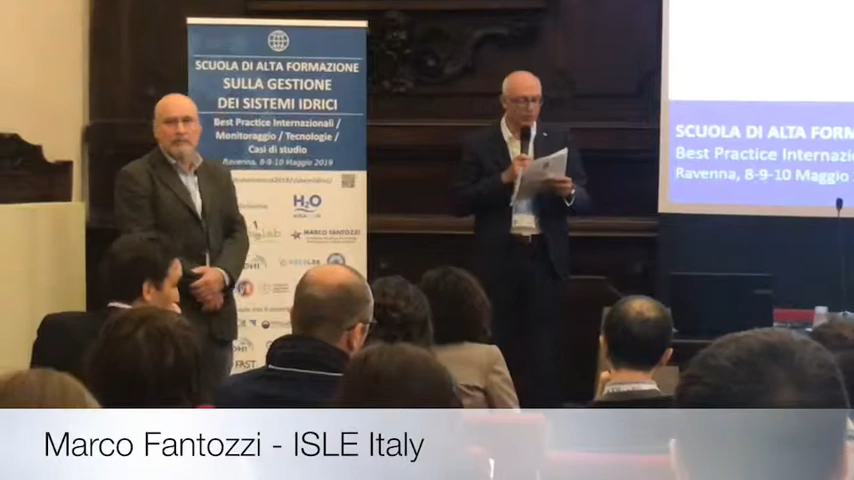 SCUOLA DI ALTA FORMAZIONE
SULLA GESTIONE
DEI SISTEMI IDRICI
Best Practice Internazionali /
Monitoraggio / Tecnologie /
Casi di studio
Ravenna, 8-9-10 Maggio 2019
H2O
MARCO FANTOZZI
FAST
SCUOLA DI ALTA FORM
Best Practice Internazio
Ravenna, 8-9-10 Maggi
Marco Fantozzi - ISLE Italy